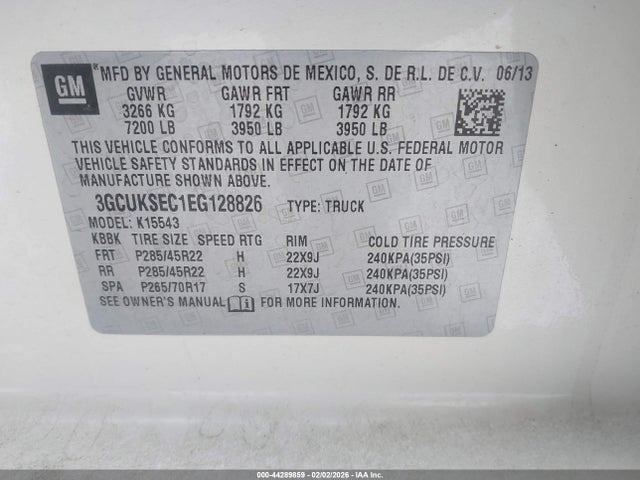 GM MFD BY GENERAL MOTORS DE MEXICO, S. DE R.L. DE C.V. 06/13
GVWR GAWR FRT GAWR RR
3266 KG 1792 KG 1792 KG
7200 LB 3950 LB 3950 LB
THIS VEHICLE CONFORMS TO ALL APPLICABLE U.S. FEDERAL MOTOR
VEHICLE SAFETY STANDARDS IN EFFECT ON THE DATE OF
MANUFACTURE SHOWN ABOVE.
3GCUKSEC1EG128826 TYPE: TRUCK
MODEL: K15543
KBBK TIRE SIZE SPEED RTG RIM COLD TIRE PRESSURE
FRT P285/45R22 H 22X9J 240KPA(35PSI)
RR P285/45R22 H 22X9J 240KPA(35PSI)
SPA P265/70R17 S 17X7J 240KPA(35PSI)
SEE OWNER'S MANUAL FOR MORE INFORMATION.
000-44289859 - 02/02/2026 - IAA Inc.